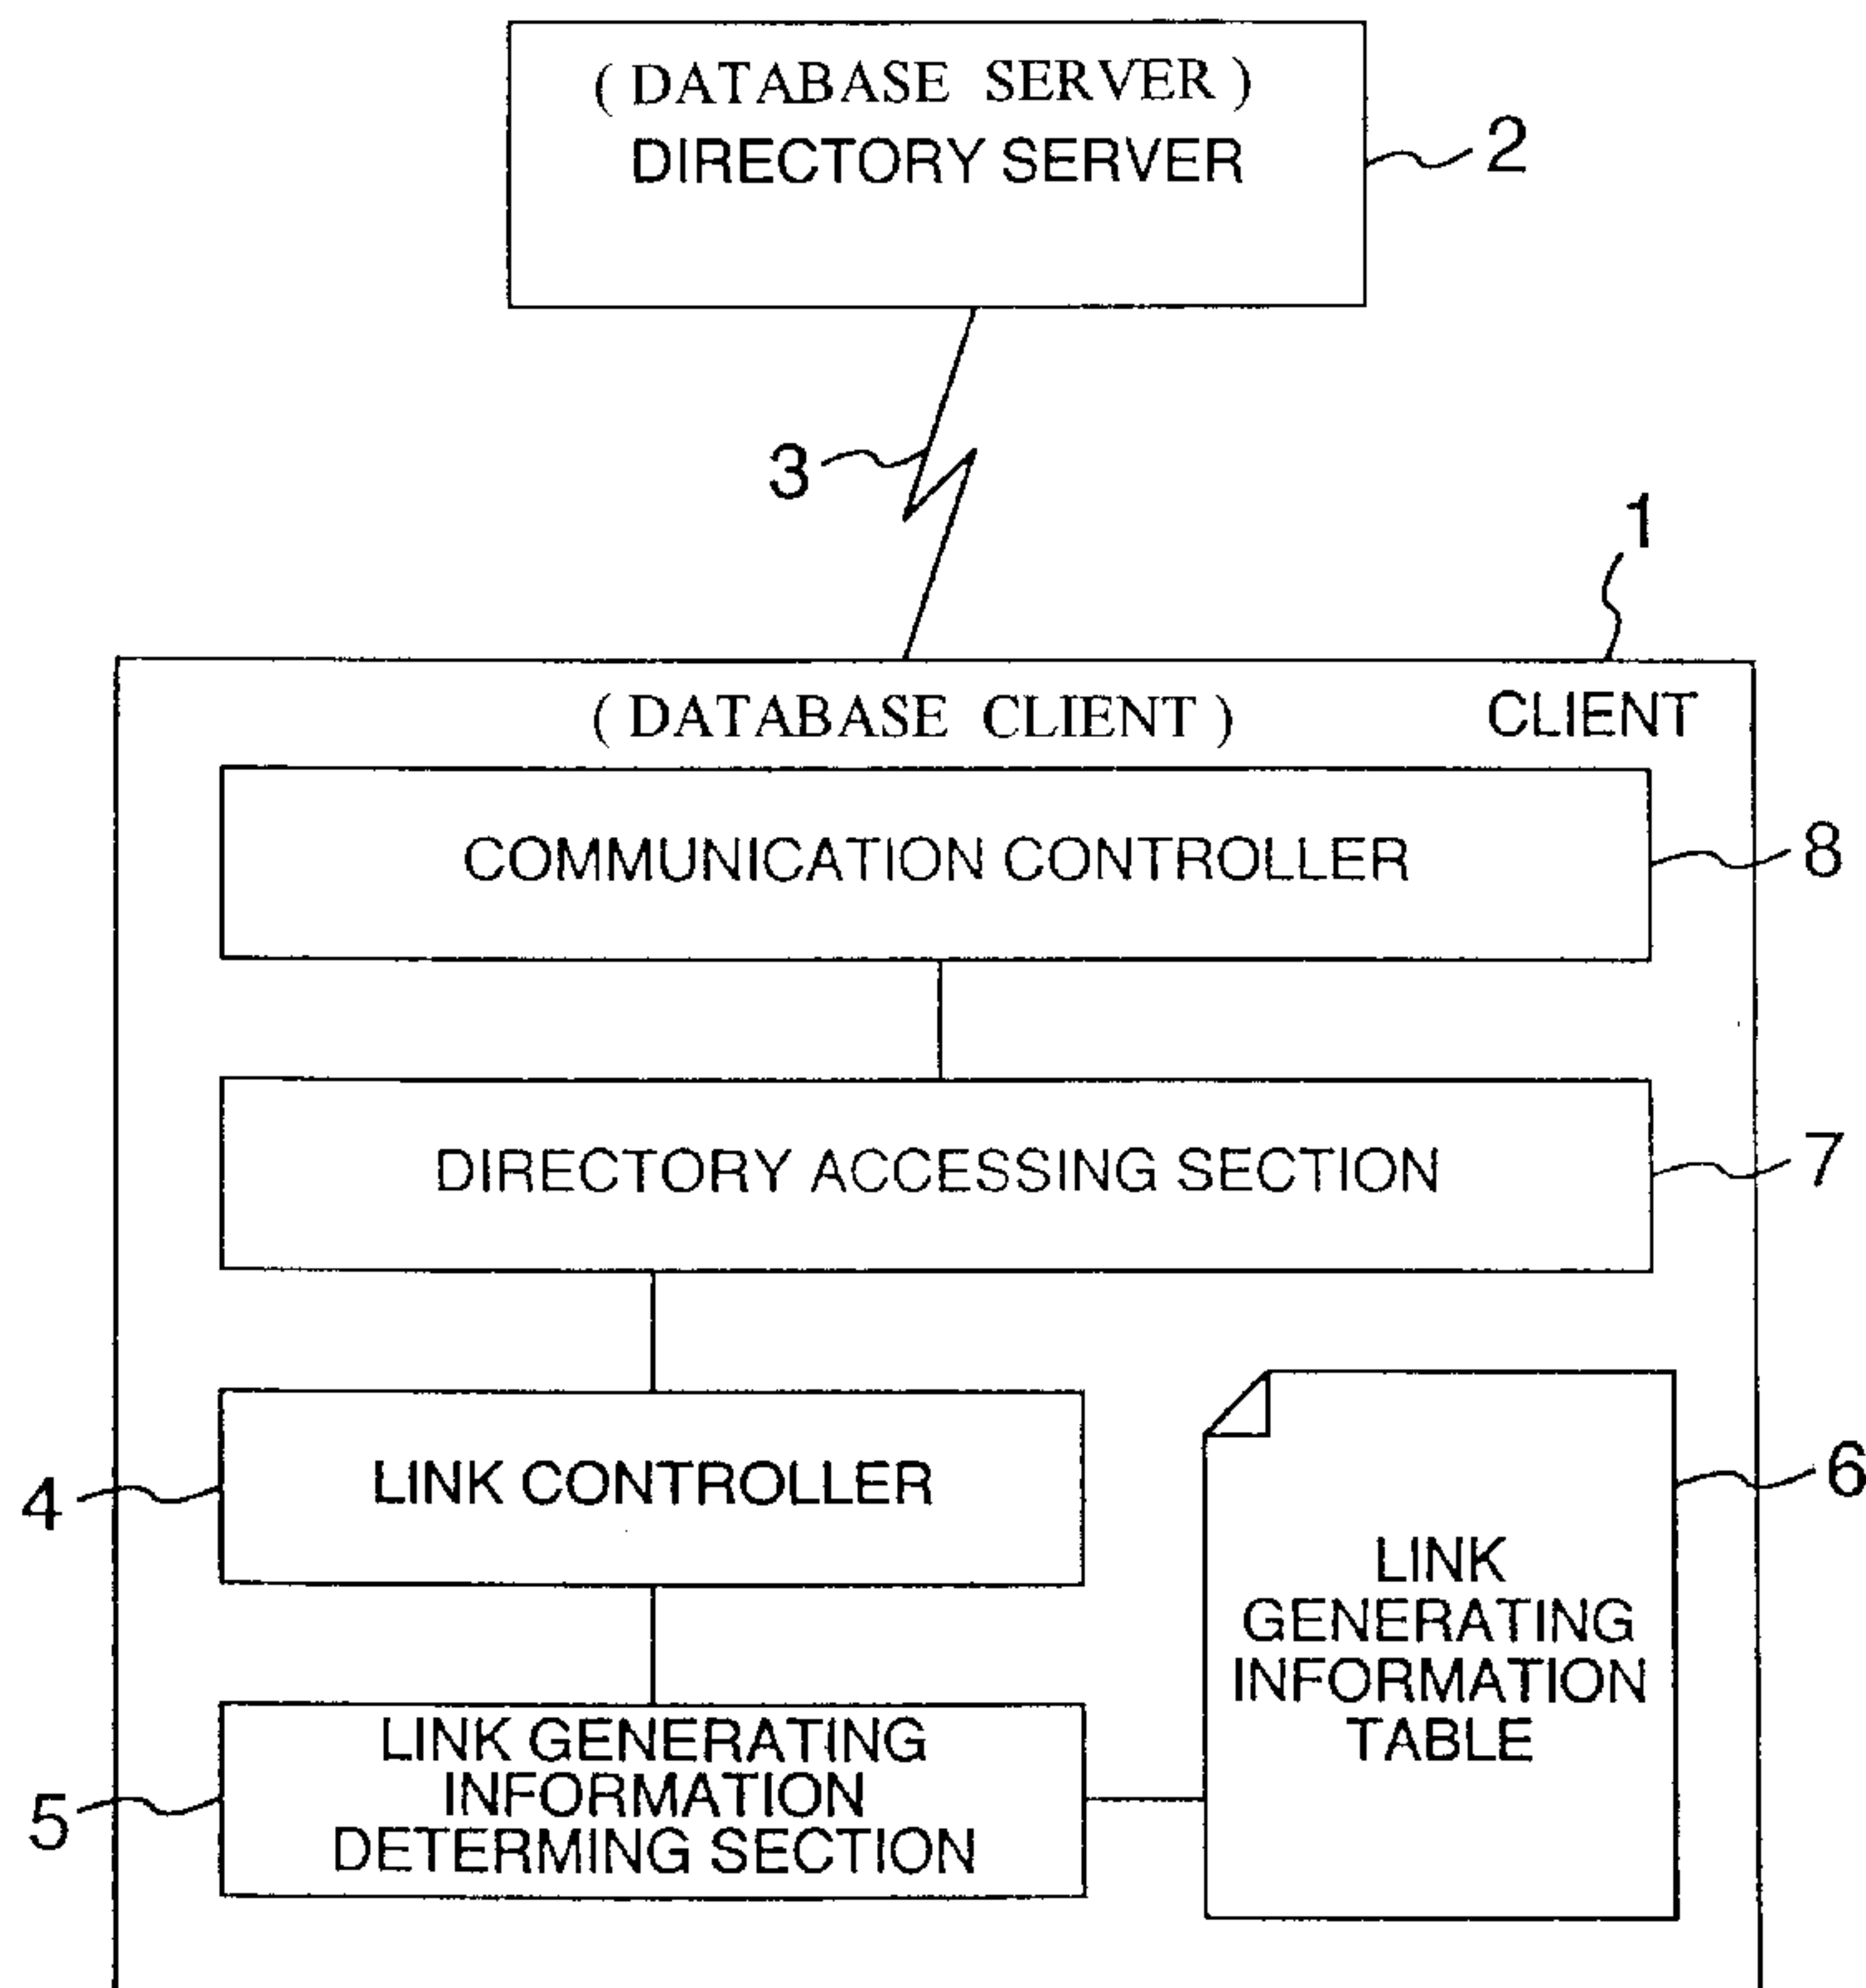 ( DATABASE SERVER )
DIRECTORY SERVER
2
3
1
( DATABASE CLIENT )
CLIENT
COMMUNICATION CONTROLLER
8
DIRECTORY ACCESSING SECTION
7
LINK CONTROLLER
4
6
LINK
GENERATING
INFORMATION
TABLE
LINK GENERATING
INFORMATION
DETERMING SECTION
5